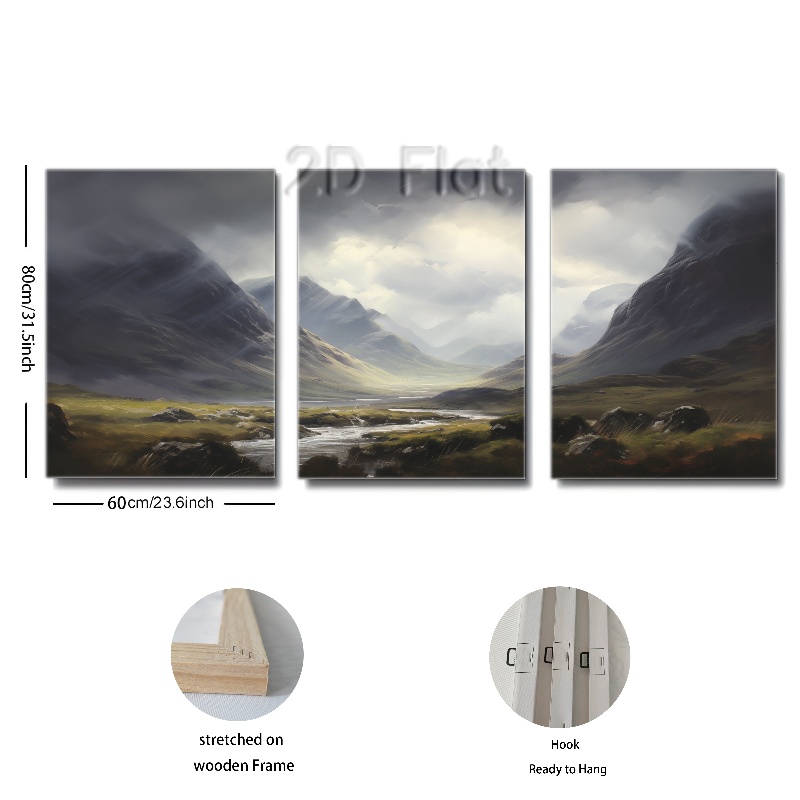 2D Flat
80cm/31.5inch
60cm/23.6inch
stretched on
wooden Frame
Hook
Ready to Hang